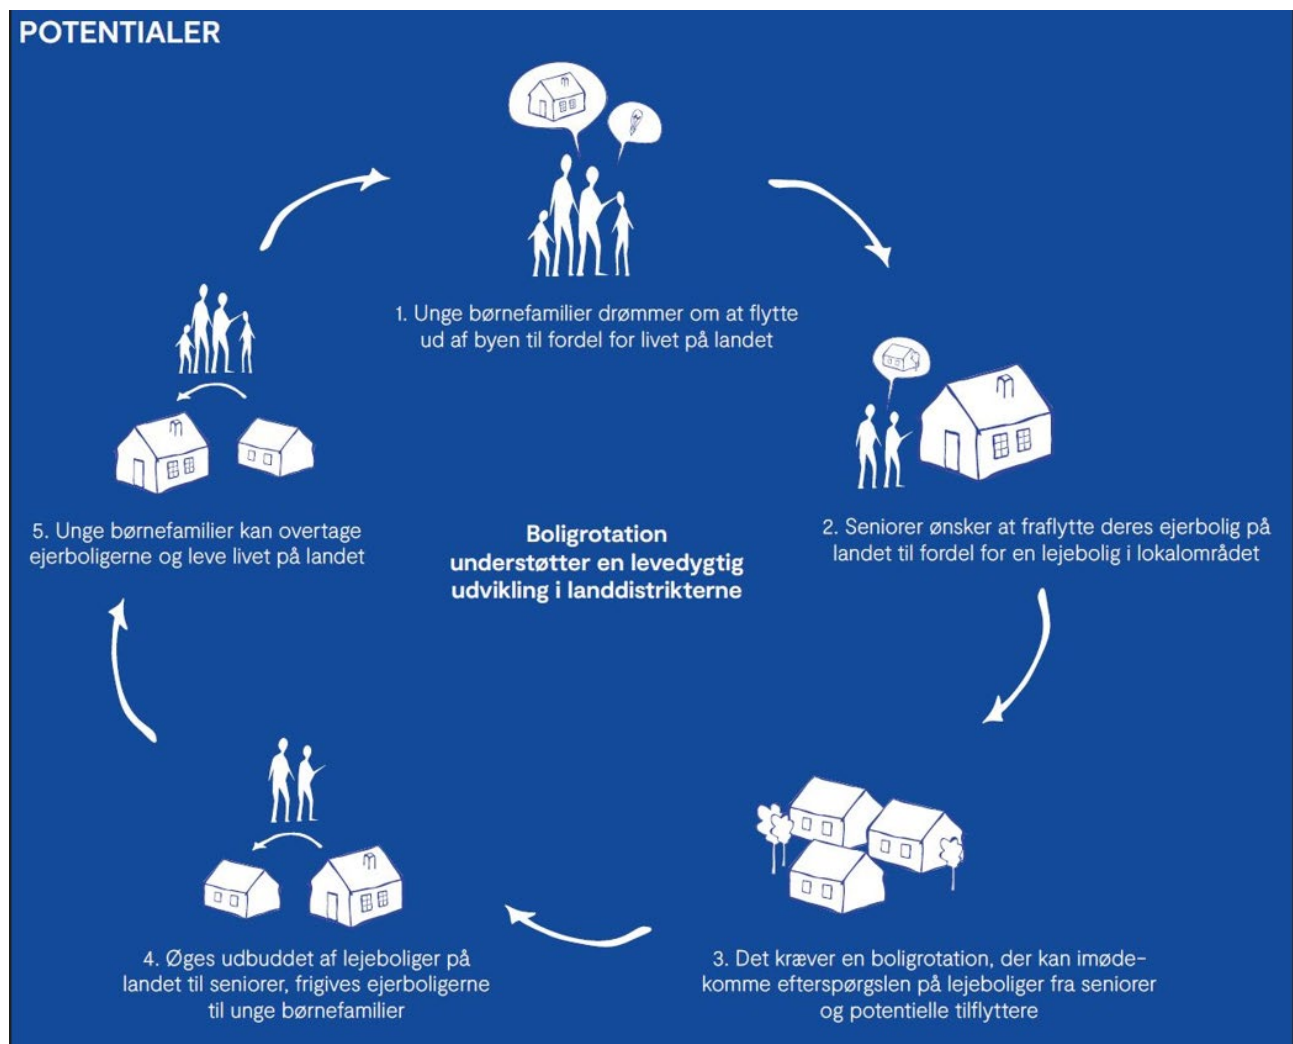 POTENTIALER
1. Unge børnefamilier drømmer om at flytte
ud af byen til fordel for livet på landet
2. Seniorer ønsker at fraflytte deres ejerbolig på
landet til fordel for en lejebolig i lokalområdet
3. Det kræver en boligrotation, der kan imøde-
komme efterspørgslen på lejeboliger fra seniorer
og potentielle tilflyttere
4. Øges udbuddet af lejeboliger på
landet til seniorer, frigives ejerboligerne
til unge børnefamilier
5. Unge børnefamilier kan overtage
ejerboligerne og leve livet på landet
Boligrotation
understøtter en levedygtig
udvikling i landdistrikterne